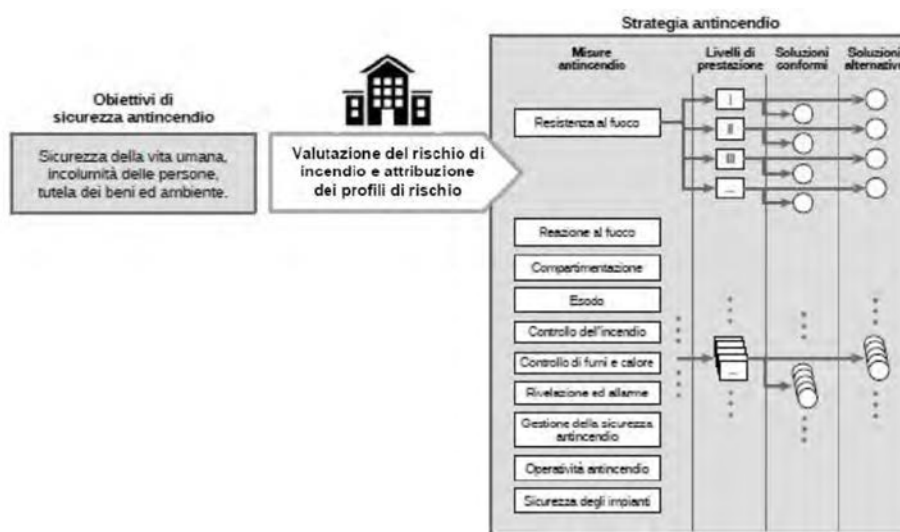 Strategia antincendio
Misure
antincendio
Livelli di
prestazione
Soluzioni
conformi
Soluzioni
alternative
Obiettivi di
sicurezza antincendio
Sicurezza della vita umana,
incolumità delle persone,
tutela dei beni ed ambiente.
Valutazione del rischio di
incendio e attribuzione
dei profili di rischio
Resistenza al fuoco
I
II
III
...
Reazione al fuoco
Compartimentazione
Esodo
Controllo dell'incendio
Controllo di fumi e calore
...
Rivelazione ed allarme
Gestione della sicurezza
antincendio
Operatività antincendio
Sicurezza degli impianti